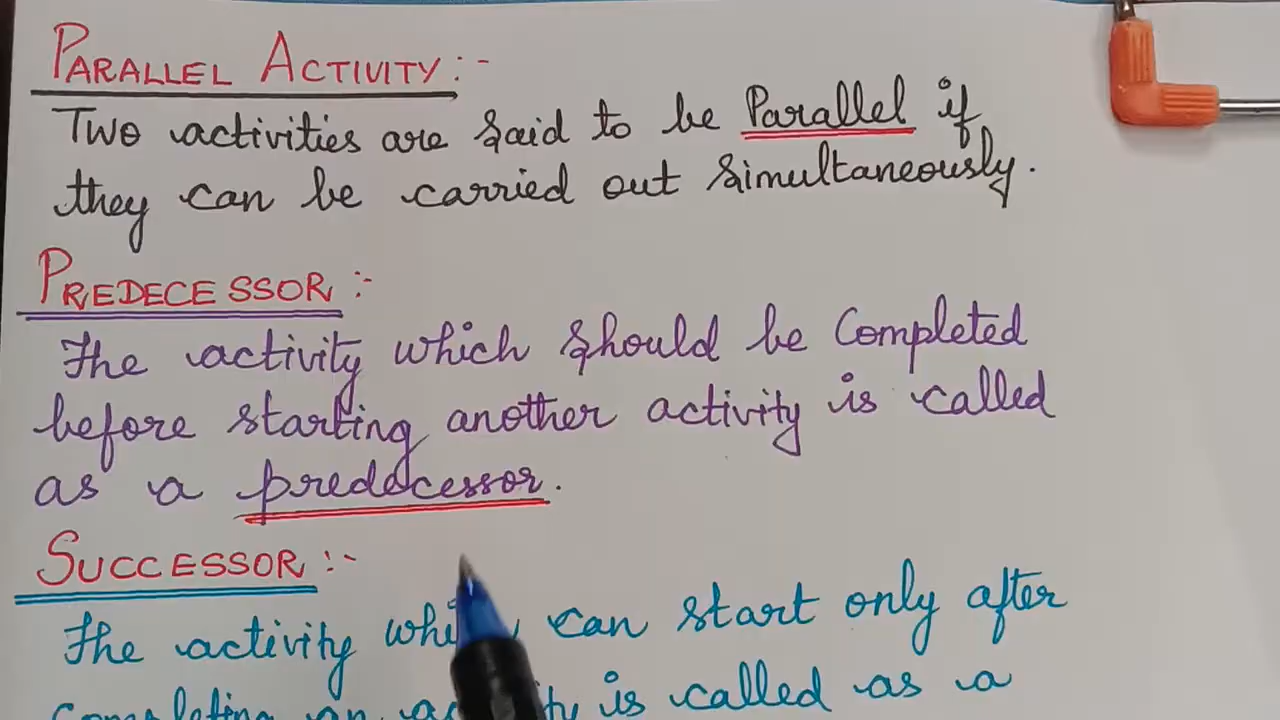 PARALLEL ACTIVITY:-
Two activities are said to be Parallel if
they can be carried out simultaneously.
PREDECESSOR:-
The activity which should be Completed
before starting another activity is called
as a predecessor.
SUCCESSOR:-
The activity can start only after
is called as a